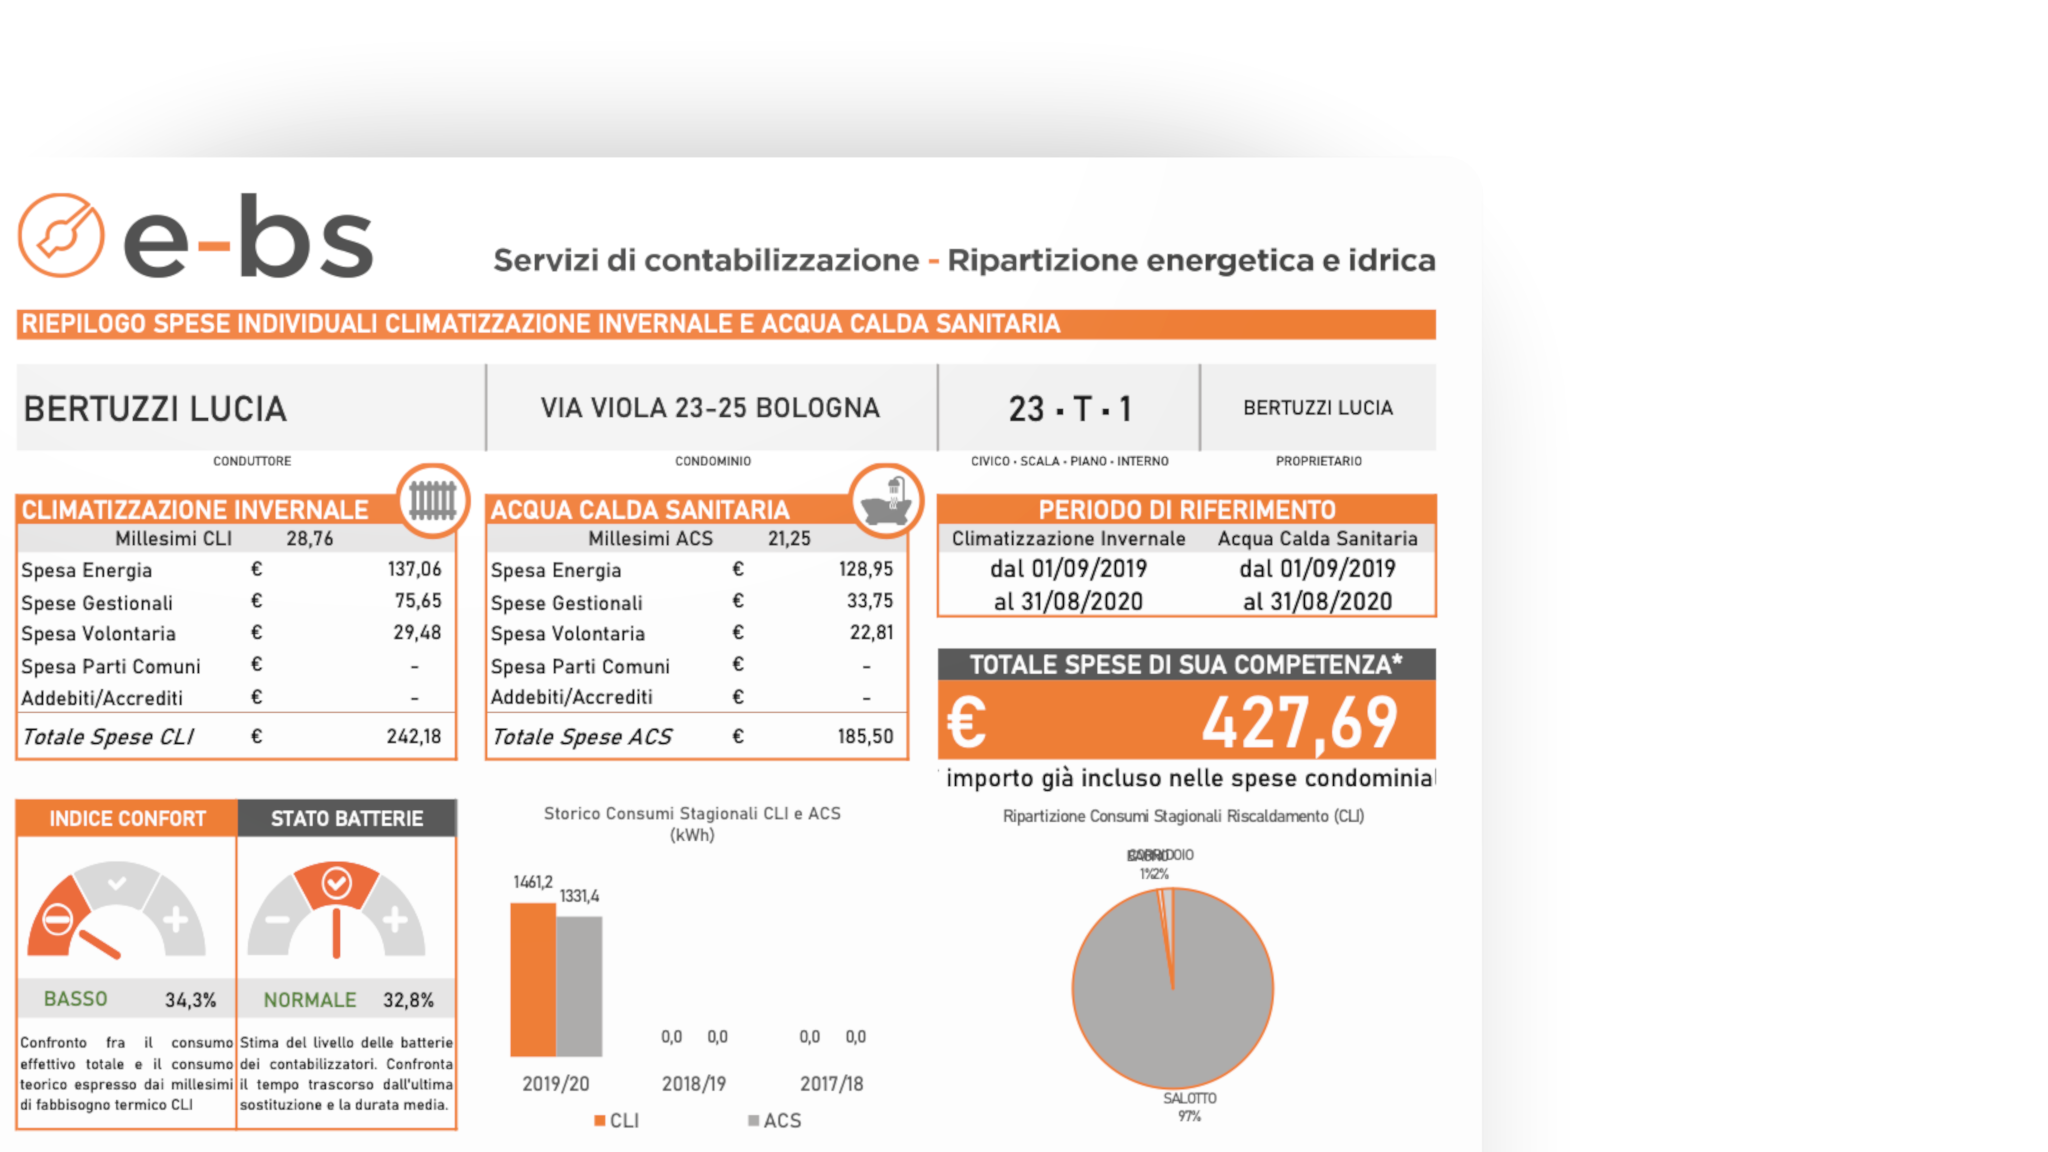 e-bs
Servizi di contabilizzazione - Ripartizione energetica e idrica
RIEPILOGO SPESE INDIVIDUALI CLIMATIZZAZIONE INVERNALE E ACQUA CALDA SANITARIA
BERTUZZI LUCIA
VIA VIOLA 23-25 BOLOGNA
23 · T · 1
BERTUZZI LUCIA
CONDUTTORE
CONDOMINIO
CIVICO · SCALA · PIANO · INTERNO
PROPRIETARIO
CLIMATIZZAZIONE INVERNALE
Millesimi CLI 28,76
Spesa Energia € 137,06
Spese Gestionali € 75,65
Spesa Volontaria € 29,48
Spesa Parti Comuni € -
Addebiti/Accrediti € -
Totale Spese CLI € 242,18
ACQUA CALDA SANITARIA
Millesimi ACS 21,25
Spesa Energia € 128,95
Spese Gestionali € 33,75
Spesa Volontaria € 22,81
Spesa Parti Comuni € -
Addebiti/Accrediti € -
Totale Spese ACS € 185,50
PERIODO DI RIFERIMENTO
Climatizzazione Invernale Acqua Calda Sanitaria
dal 01/09/2019 dal 01/09/2019
al 31/08/2020 al 31/08/2020
TOTALE SPESE DI SUA COMPETENZA*
€ 427,69
importo già incluso nelle spese condominial
INDICE CONFORT
BASSO 34,3%
Confronto fra il consumo
effettivo totale e il consumo
teorico espresso dai millesimi
di fabbisogno termico CLI
STATO BATTERIE
NORMALE 32,8%
Stima del livello delle batterie
dei contabilizzatori. Confronta
il tempo trascorso dall'ultima
sostituzione e la durata media.
Storico Consumi Stagionali CLI e ACS
(kWh)
1461,2
1331,4
0,0 0,0 0,0 0,0
2019/20 2018/19 2017/18
CLI ACS
Ripartizione Consumi Stagionali Riscaldamento (CLI)
CORRIDOIO
1% 2%
SALOTTO
97%